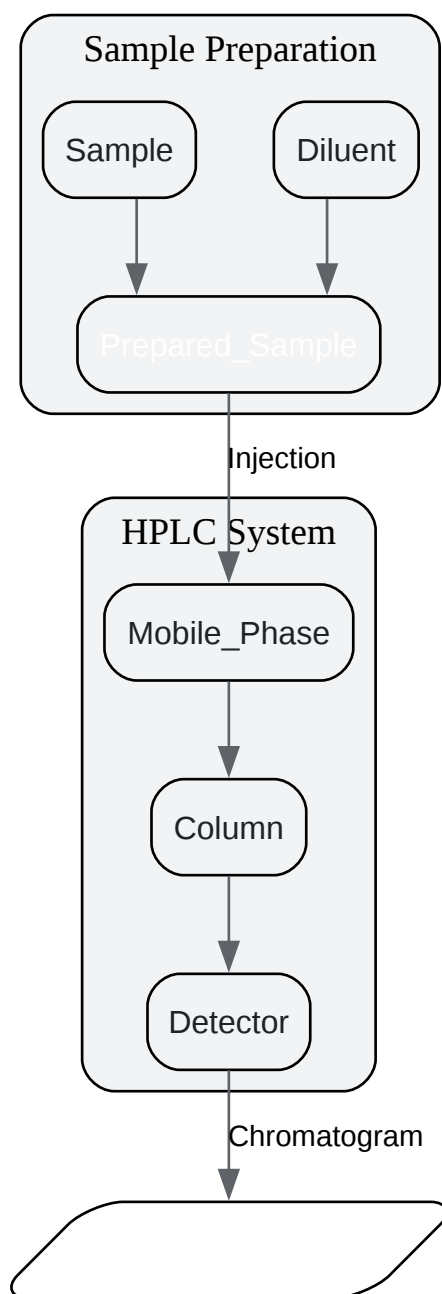 Sample Preparation
Sample
Diluent
Prepared_Sample
Injection
HPLC System
Mobile_Phase
Column
Detector
Chromatogram